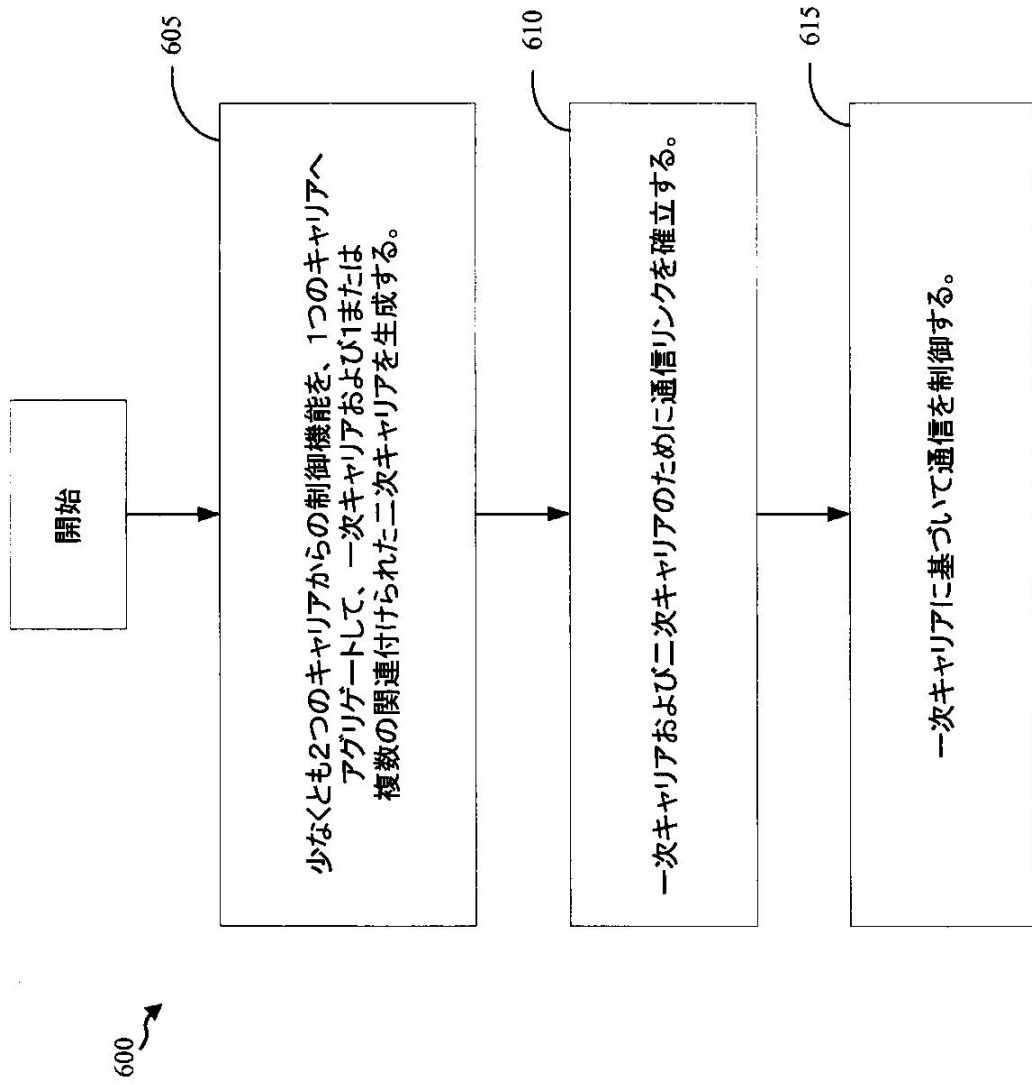 600
開始
605
少なくとも2つのキャリアからの制御機能を、1つのキャリアへ
アグリゲートして、一次キャリアおよび1または
複数の関連付けられた二次キャリアを生成する。
610
一次キャリアおよび二次キャリアのために通信リンクを確立する。
615
一次キャリアに基づいて通信を制御する。